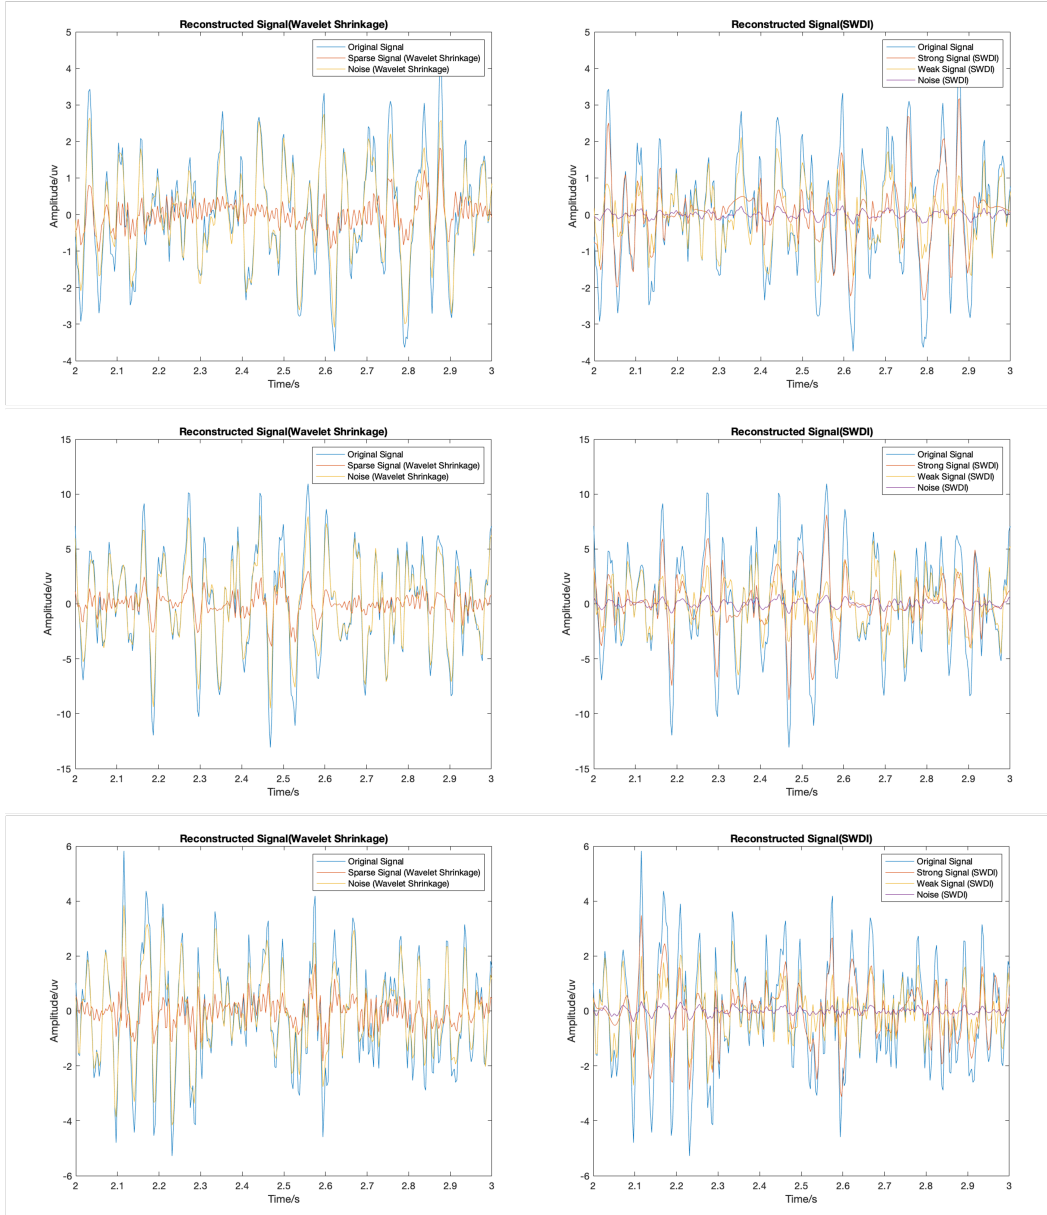 Reconstructed Signal(Wavelet Shrinkage)
Original Signal
Sparse Signal (Wavelet Shrinkage)
Noise (Wavelet Shrinkage)
Amplitude/uv
5
4
3
2
1
0
-1
-2
-3
-4
2 2.1 2.2 2.3 2.4 2.5 2.6 2.7 2.8 2.9 3
Time/s
Reconstructed Signal(SWDI)
Original Signal
Strong Signal (SWDI)
Weak Signal (SWDI)
Noise (SWDI)
Amplitude/uv
5
4
3
2
1
0
-1
-2
-3
-4
2 2.1 2.2 2.3 2.4 2.5 2.6 2.7 2.8 2.9 3
Time/s
Reconstructed Signal(Wavelet Shrinkage)
Original Signal
Sparse Signal (Wavelet Shrinkage)
Noise (Wavelet Shrinkage)
Amplitude/uv
15
10
5
0
-5
-10
-15
2 2.1 2.2 2.3 2.4 2.5 2.6 2.7 2.8 2.9 3
Time/s
Reconstructed Signal(SWDI)
Original Signal
Strong Signal (SWDI)
Weak Signal (SWDI)
Noise (SWDI)
Amplitude/uv
15
10
5
0
-5
-10
-15
2 2.1 2.2 2.3 2.4 2.5 2.6 2.7 2.8 2.9 3
Time/s
Reconstructed Signal(Wavelet Shrinkage)
Original Signal
Sparse Signal (Wavelet Shrinkage)
Noise (Wavelet Shrinkage)
Amplitude/uv
6
4
2
0
-2
-4
-6
2 2.1 2.2 2.3 2.4 2.5 2.6 2.7 2.8 2.9 3
Time/s
Reconstructed Signal(SWDI)
Original Signal
Strong Signal (SWDI)
Weak Signal (SWDI)
Noise (SWDI)
Amplitude/uv
6
4
2
0
-2
-4
-6
2 2.1 2.2 2.3 2.4 2.5 2.6 2.7 2.8 2.9 3
Time/s